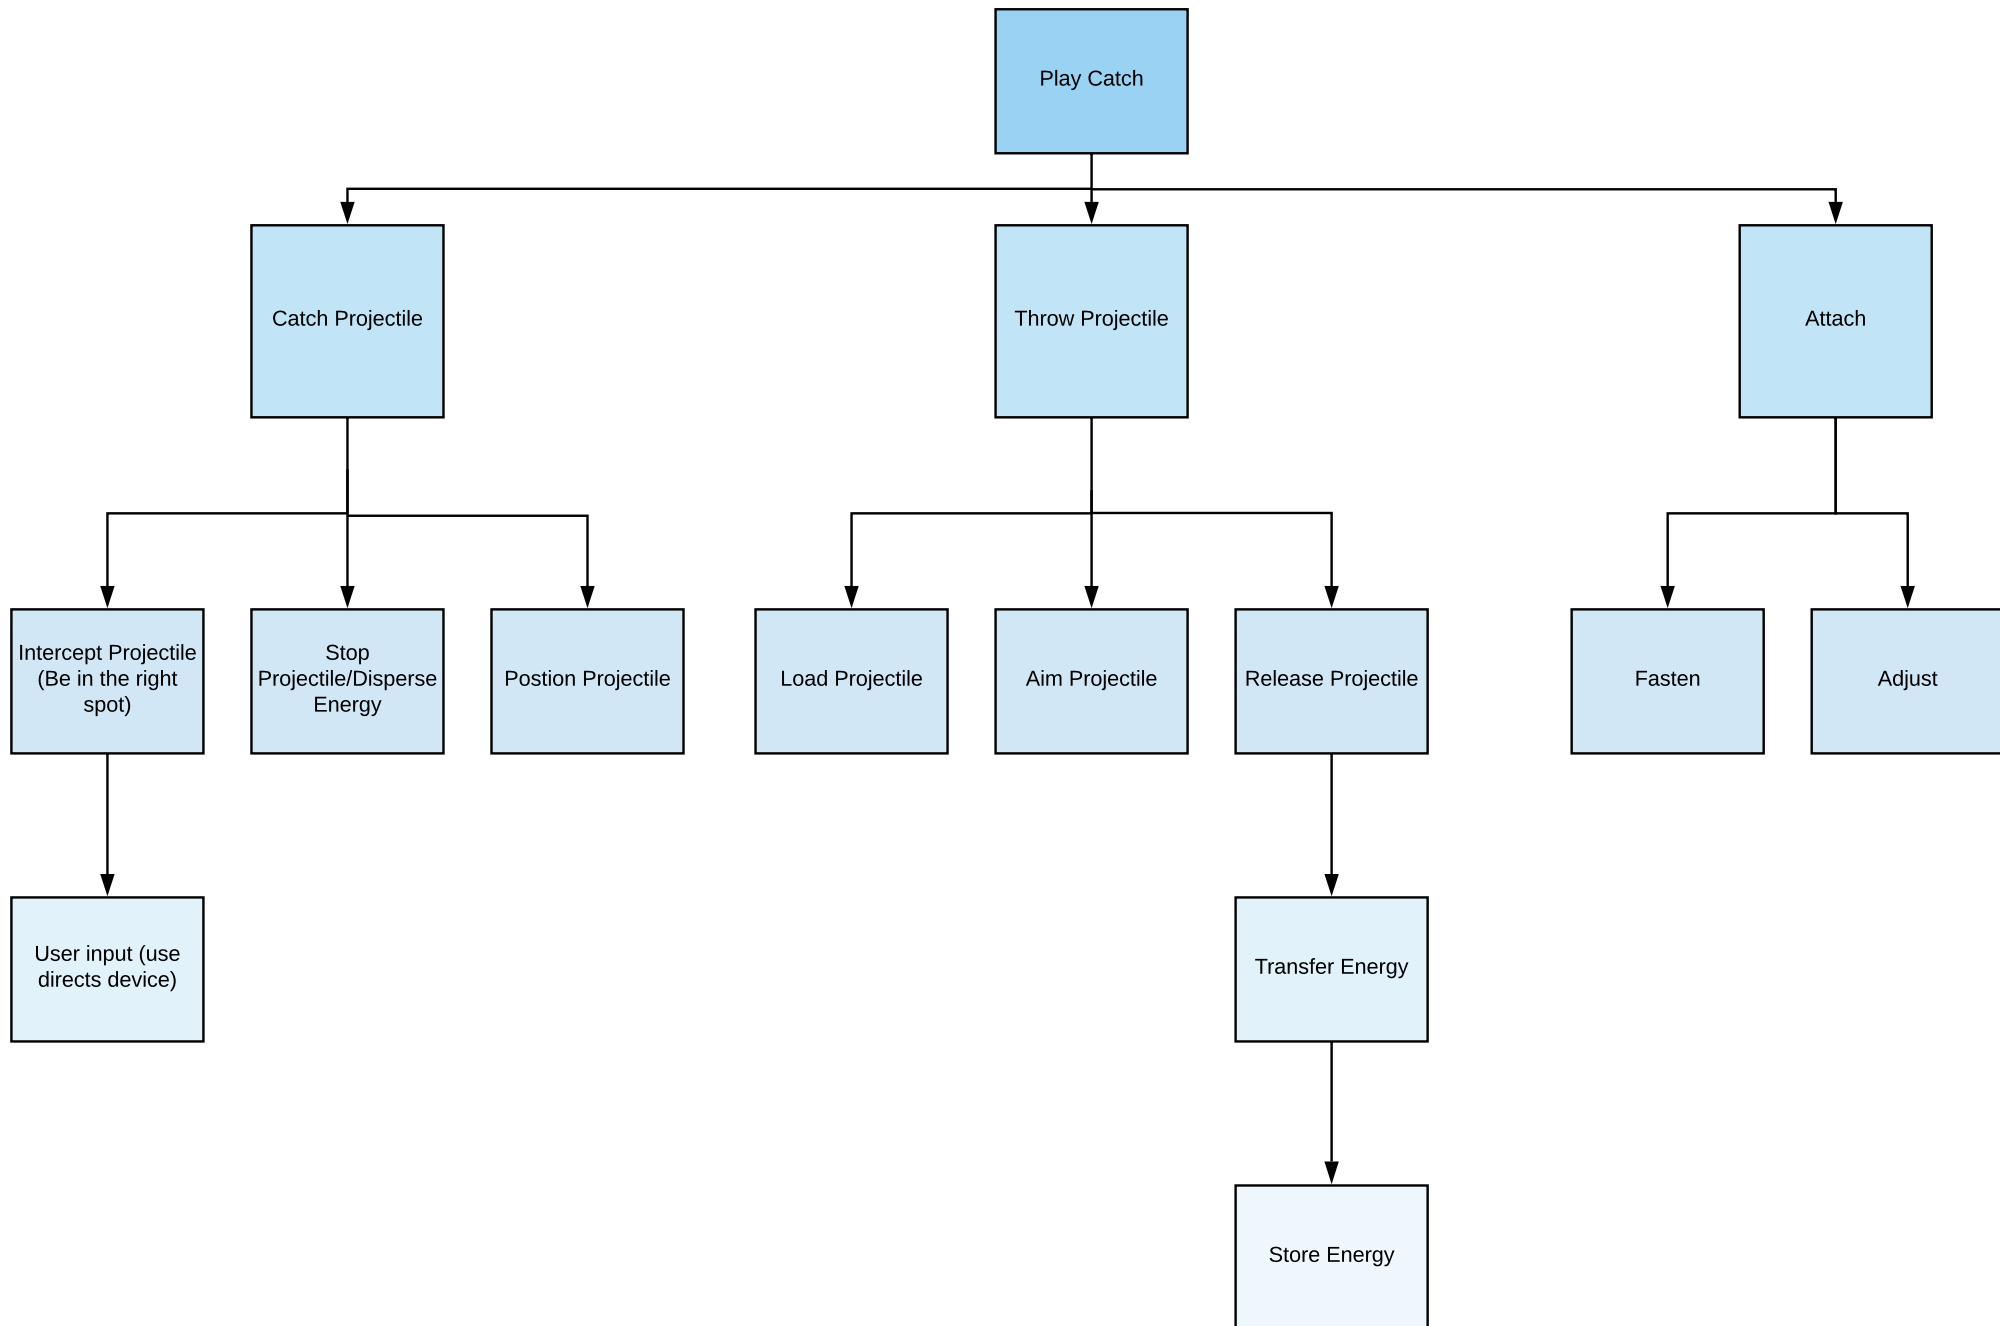 Play Catch
Catch Projectile
Throw Projectile
Attach
Intercept Projectile
(Be in the right
spot)
Stop
Projectile/Disperse
Energy
Postion Projectile
Load Projectile
Aim Projectile
Release Projectile
Fasten
Adjust
User input (use
directs device)
Transfer Energy
Store Energy